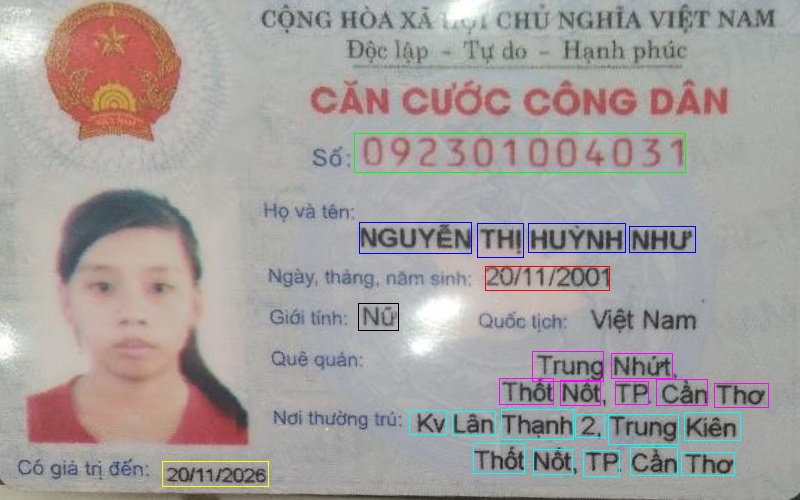 CỘNG HÒA XÃ HỘI CHỦ NGHĨA VIỆT NAM
Độc lập - Tự do - Hạnh phúc
CĂN CƯỚC CÔNG DÂN
Số: 092301004031
Họ và tên:
NGUYỄN THỊ HUỲNH NHƯ
Ngày, tháng, năm sinh: 20/11/2001
Giới tính: Nữ Quốc tịch: Việt Nam
Quê quán: Trung Nhứt,
Thốt Nốt, TP. Cần Thơ
Nơi thường trú: Kv Lân Thạnh 2, Trung Kiên
Thốt Nốt, TP. Cần Thơ
Có giá trị đến: 20/11/2026